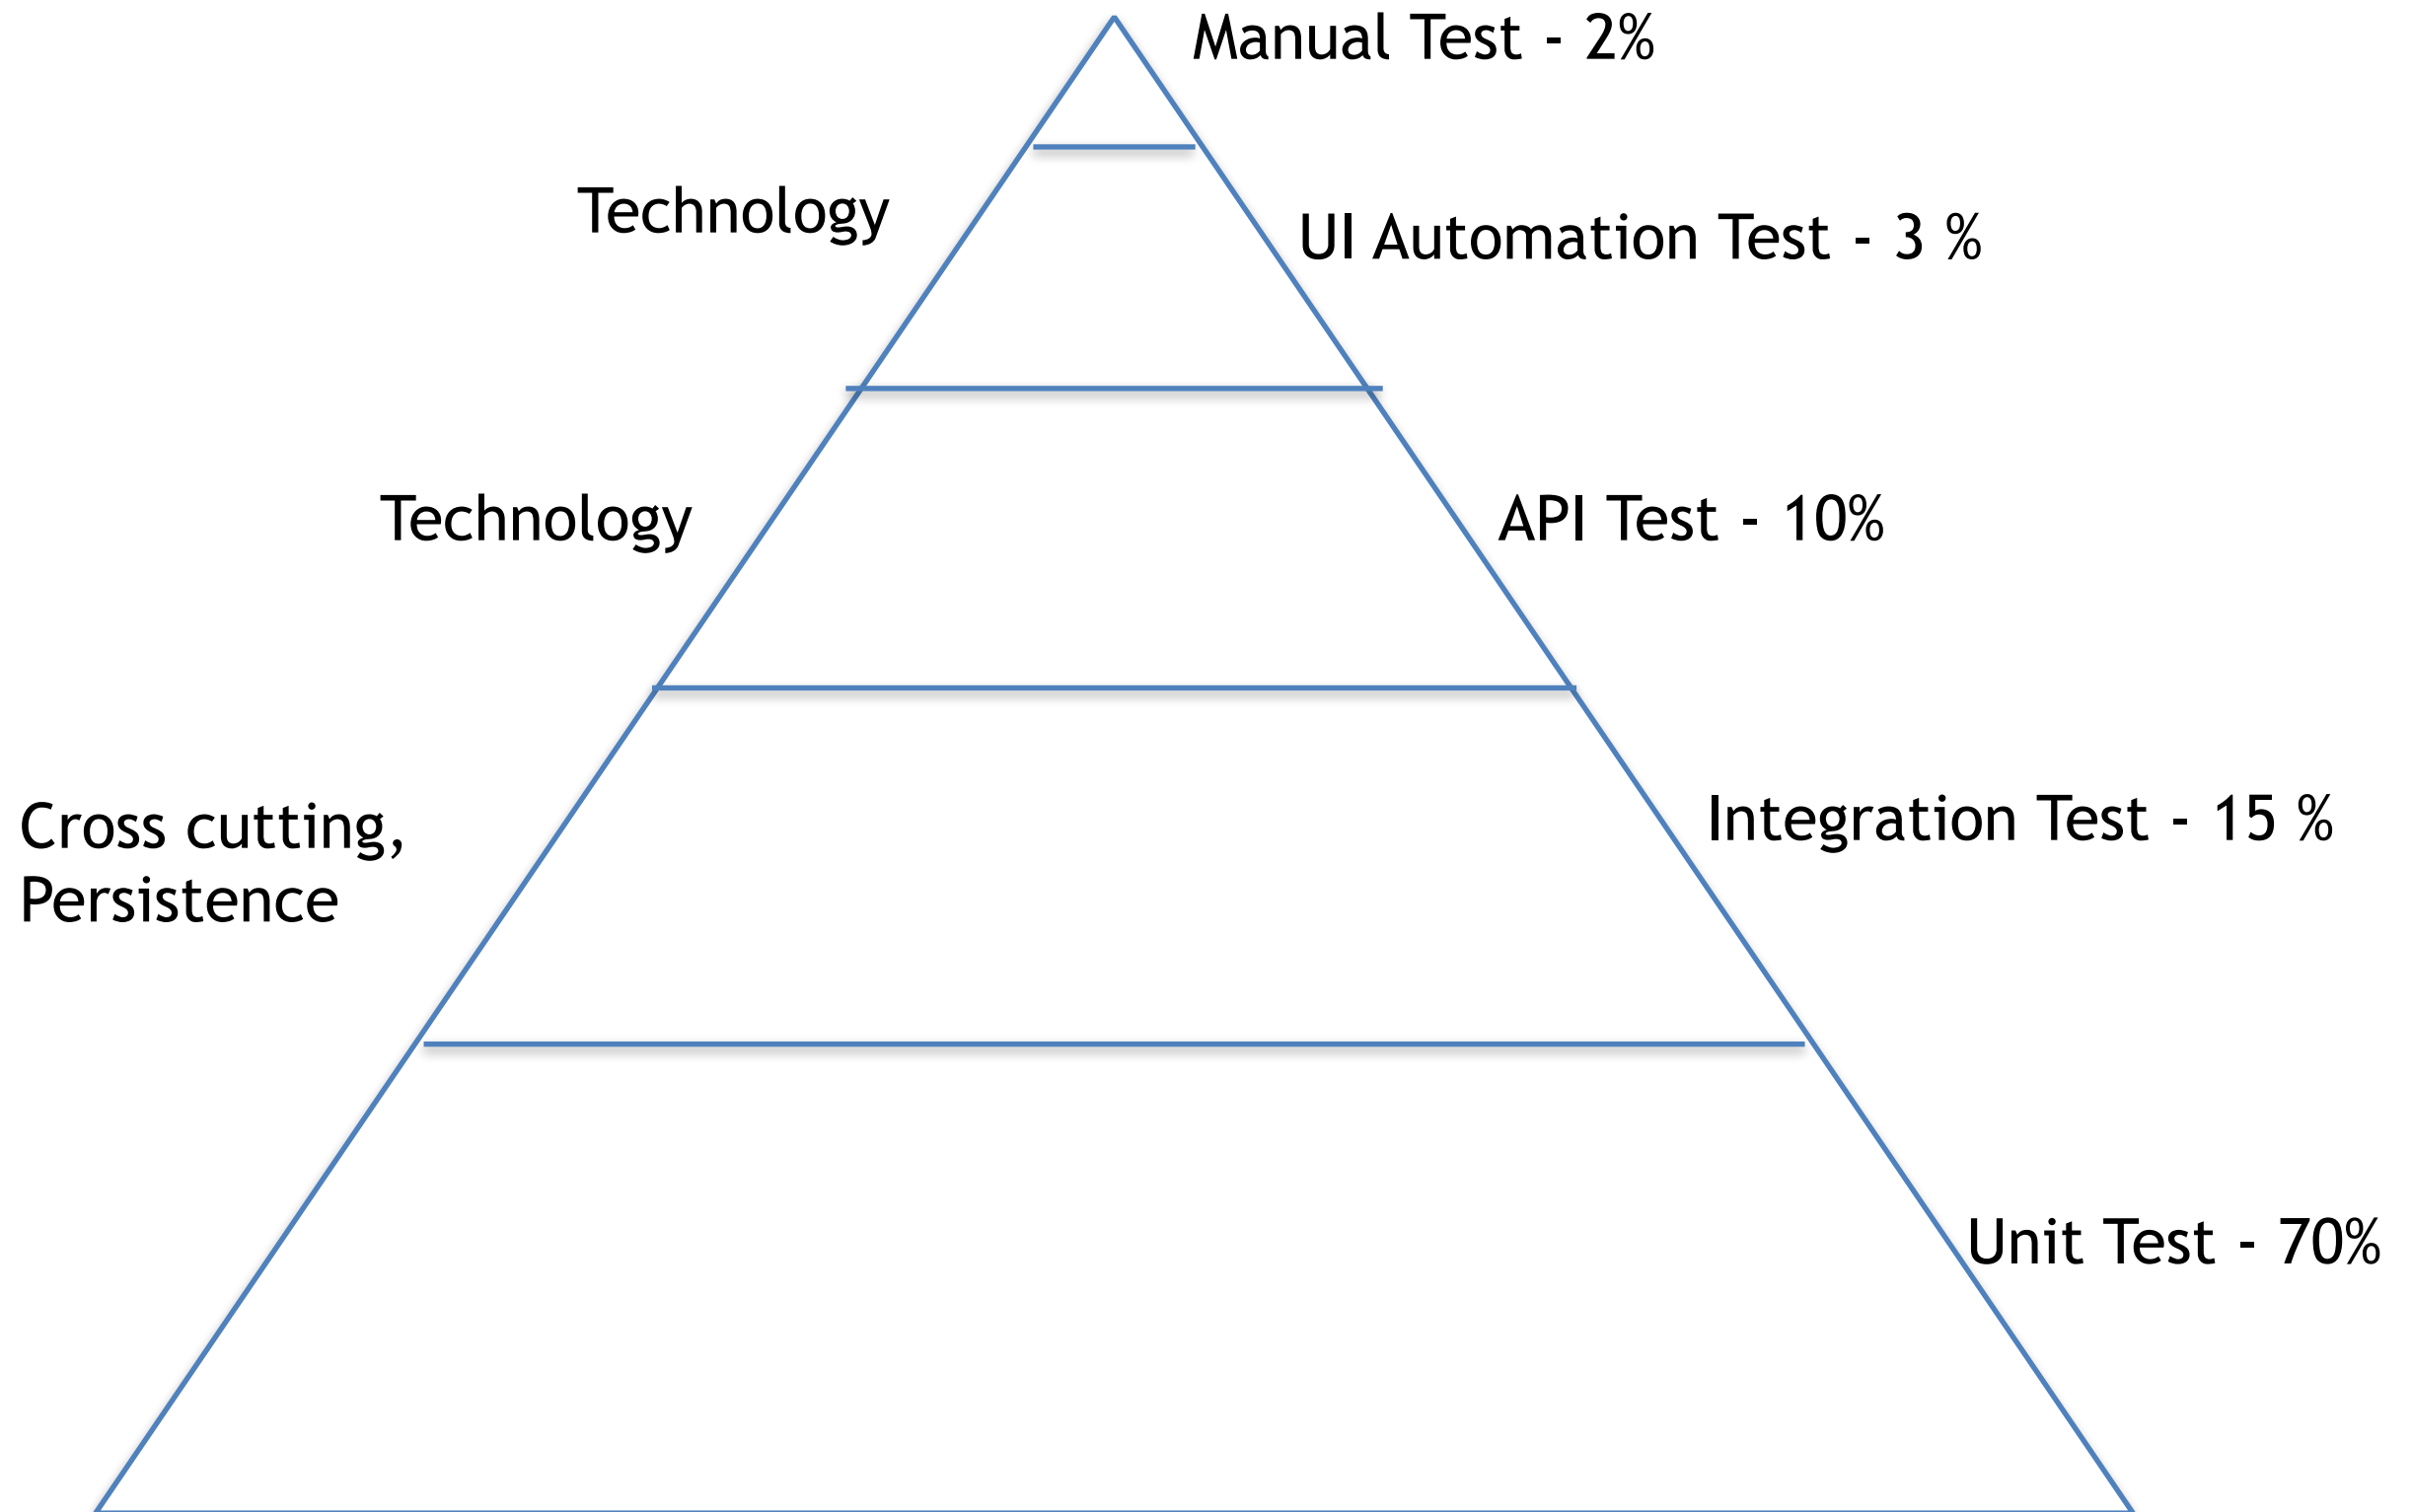 Manual Test - 2%
Technology
UI Automation Test - 3 %
Technology
API Test - 10%
Cross cutting,
Persistence
Integration Test - 15 %
Unit Test - 70%